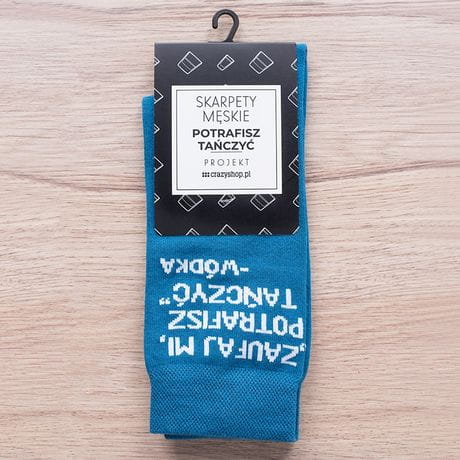 SKARPETY
MĘSKIE
POTRAFISZ
TAŃCZYĆ
PROJEKT
crazyshop.pl
„ZAUFAJ MI,
POTRAFISZ
TAŃCZYĆ”
-WÓDKA